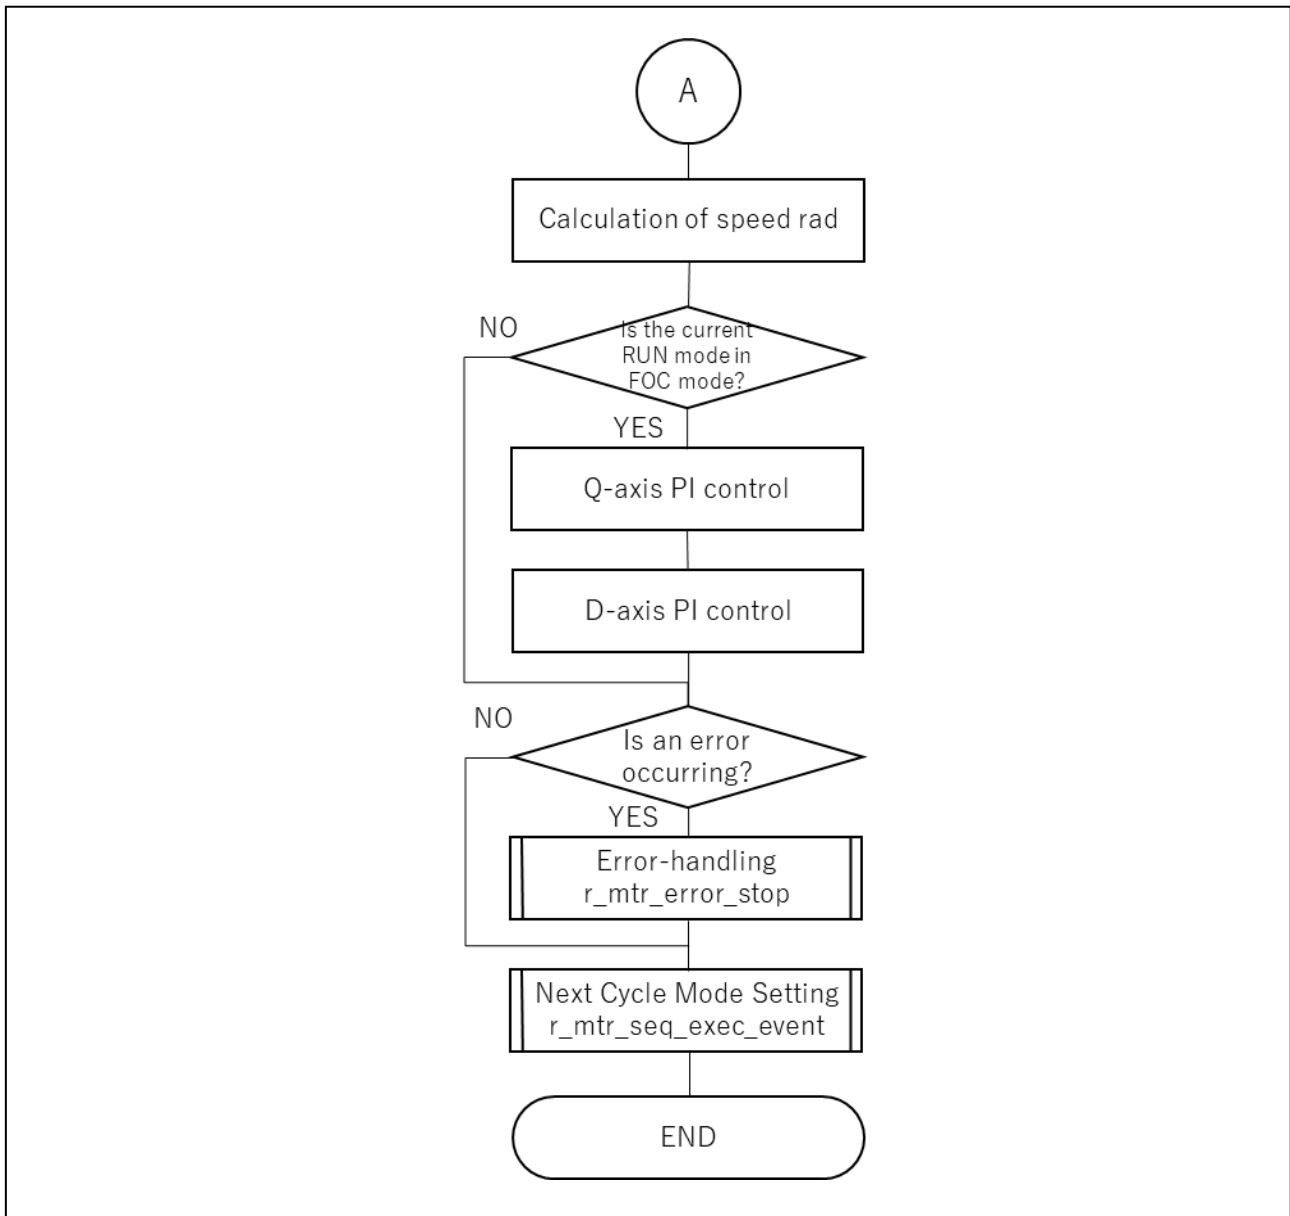 A
Calculation of speed rad
NO
Is the current
RUN mode in
FOC mode?
YES
Q-axis PI control
D-axis PI control
NO
Is an error
occurring?
YES
Error-handling
r_mtr_error_stop
Next Cycle Mode Setting
r_mtr_seq_exec_event
END